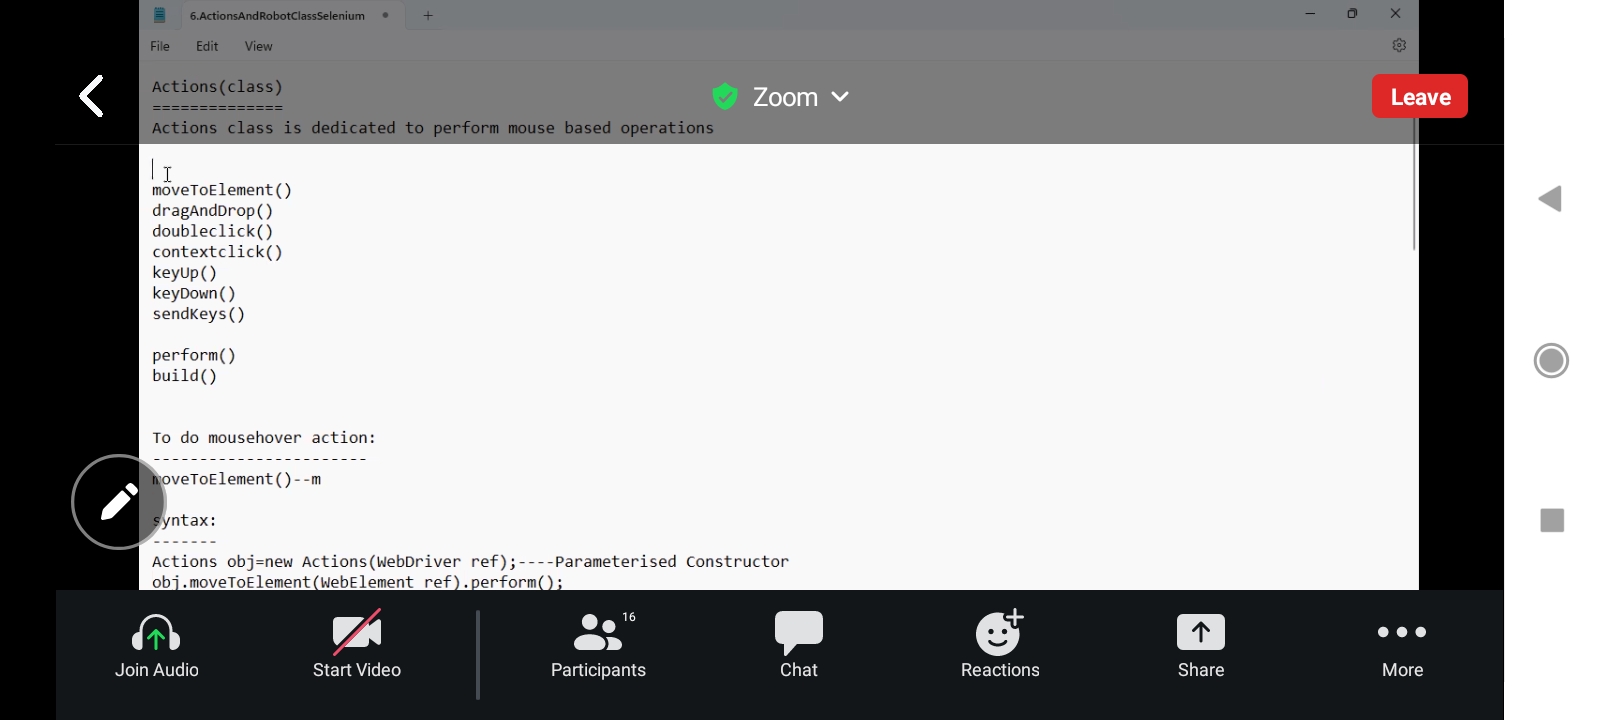 6.ActionsAndRobotClassSelenium
File Edit View
Actions(class)
==============
Zoom
Leave
Actions class is dedicated to perform mouse based operations
moveToElement()
dragAndDrop()
doubleclick()
contextclick()
keyUp()
keyDown()
sendKeys()
perform()
build()
To do mousehover action:
-----------------------
moveToElement()--m
syntax:
-------
Actions obj=new Actions(WebDriver ref);----Parameterised Constructor
obj.moveToElement(WebElement ref).perform();
16
Join Audio Start Video Participants Chat Reactions Share More